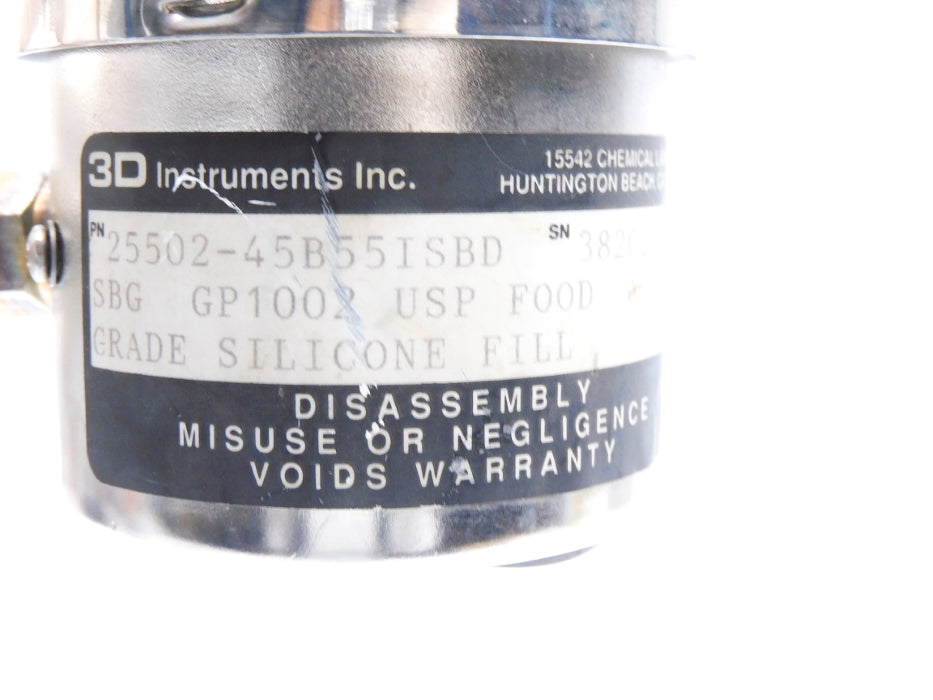 3D Instruments Inc.
15542 CHEMICAL
HUNTINGTON BEACH,
PN 25502-45B55ISBD SN
SBG GP1002 USP FOOD
GRADE SILICONE FILL
DISASSEMBLY
MISUSE OR NEGLIGENCE
VOIDS WARRANTY